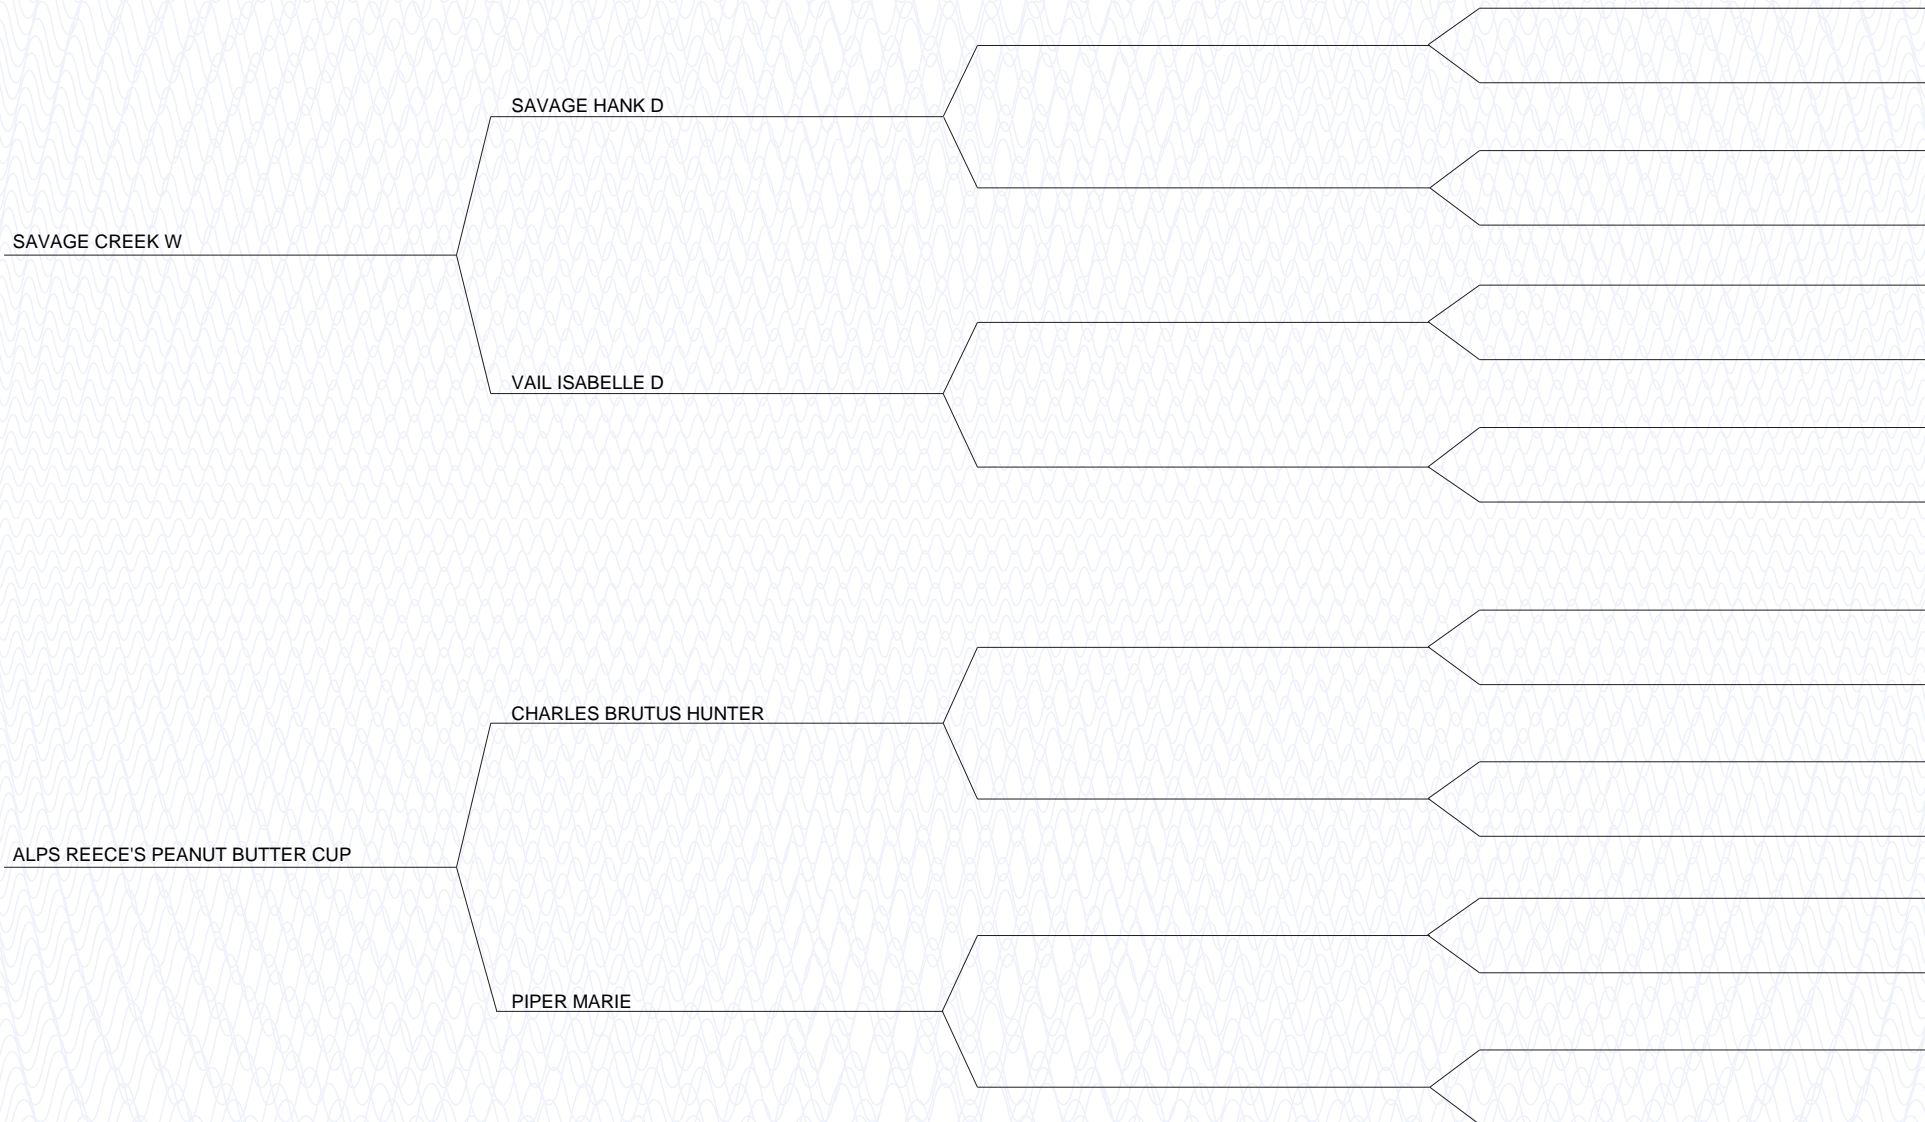 SAVAGE HANK D
SAVAGE CREEK W
VAIL ISABELLE D
CHARLES BRUTUS HUNTER
ALPS REECE'S PEANUT BUTTER CUP
PIPER MARIE